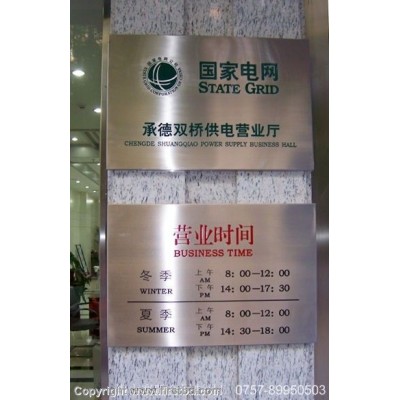 国家电网
STATE GRID
承德双桥供电营业厅
CHENGDE SHUANGQIAO POWER SUPPLY BUSINESS HALL
营业时间
BUSINESS TIME
冬季 上午 8:00-12:00
WINTER AM
下午 14:00-17:30
PM
夏季 上午 8:00-12:00
SUMMER AM
下午 14:30-18:00
PM
Copyright 0757-89950503